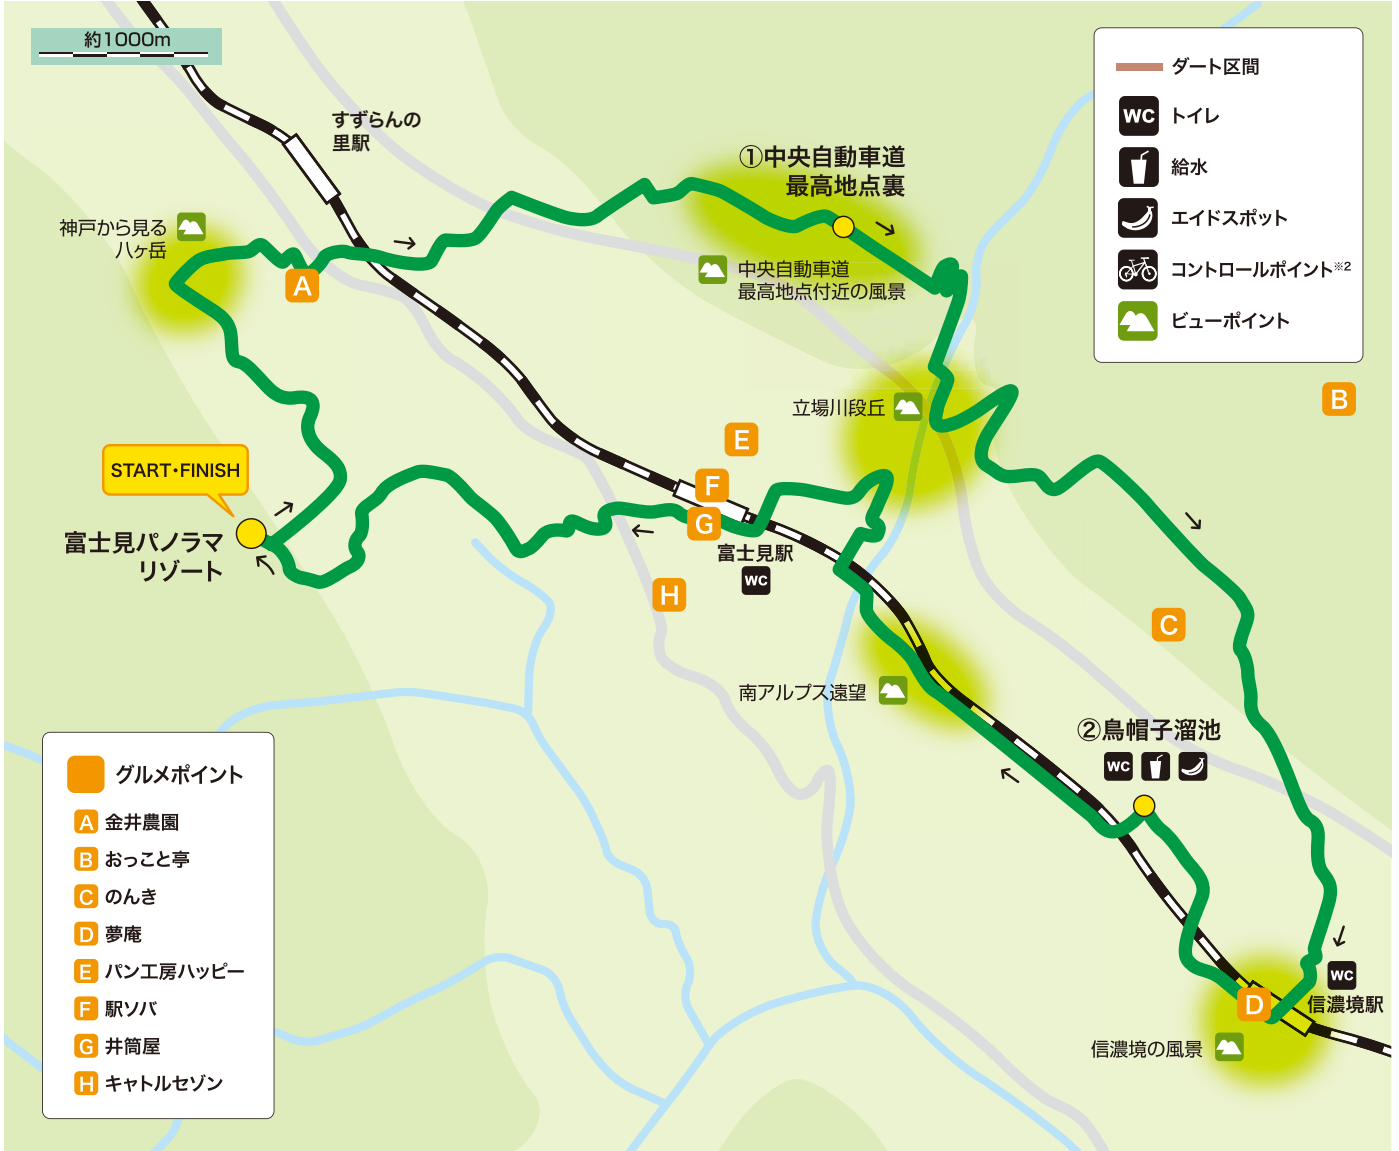 約1000m
すずらんの
里駅
①中央自動車道
最高地点裏
ダート区間
WC トイレ
給水
エイドスポット
コントロールポイント※2
ビューポイント
神戸から見る
八ヶ岳
A
中央自動車道
最高地点付近の風景
立場川段丘
B
E
START・FINISH
F
G
富士見パノラマ
リゾート
富士見駅
WC
H
C
南アルプス遠望
②烏帽子溜池
WC
グルメポイント
A 金井農園
B おっこと亭
C のんき
D 夢庵
E パン工房ハッピー
F 駅ソバ
G 井筒屋
H キャトルセゾン
WC
D
信濃境駅
信濃境の風景